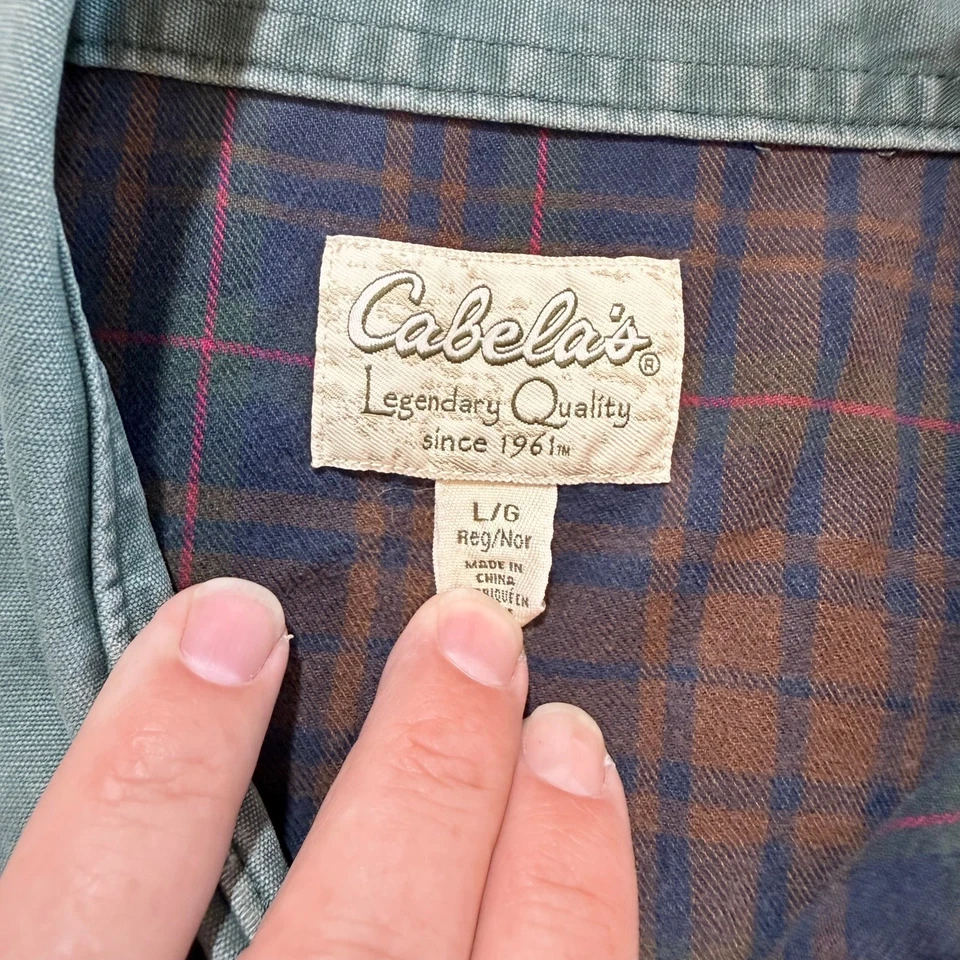 Cabela's®
Legendary Quality
since 1961™
L/G
Reg/Nor
MADE IN
CHINA